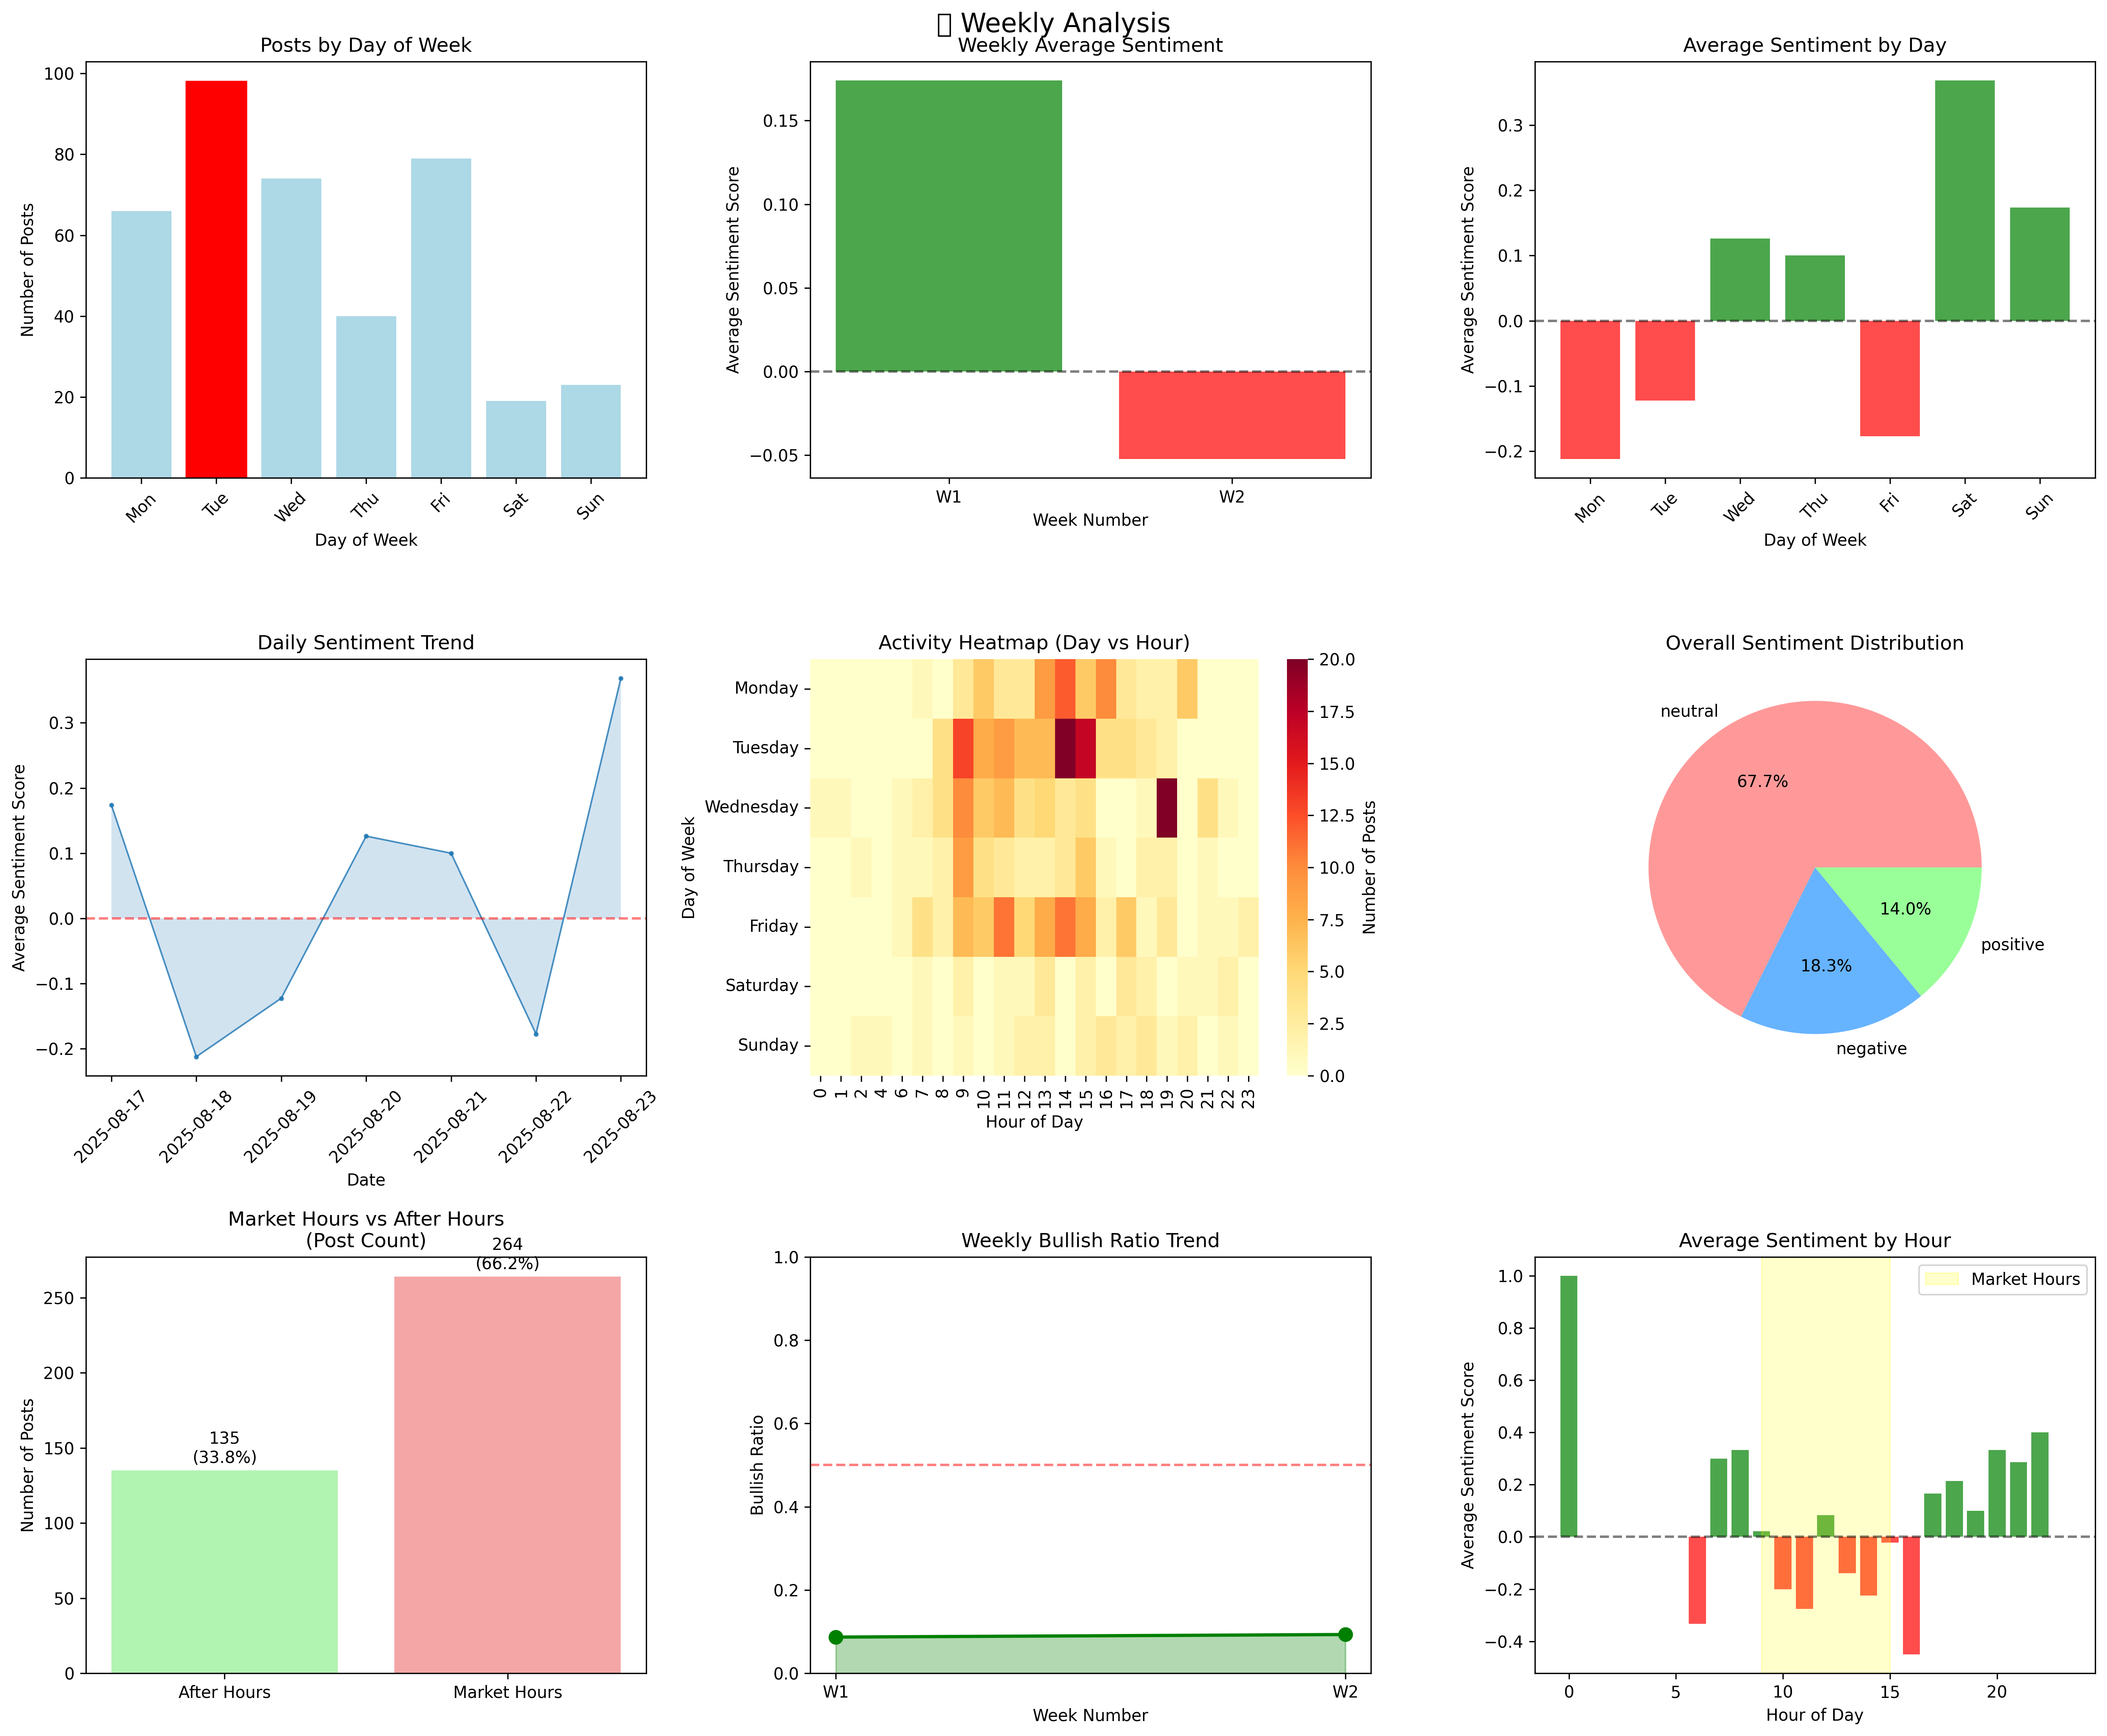 ▯ Weekly Analysis
Posts by Day of Week
Number of Posts
100
80
60
40
20
0
Mon
Tue
Wed
Thu
Fri
Sat
Sun
Day of Week
Weekly Average Sentiment
Average Sentiment Score
0.15
0.10
0.05
0.00
−0.05
W1
W2
Week Number
Average Sentiment by Day
Average Sentiment Score
0.3
0.2
0.1
0.0
−0.1
−0.2
Mon
Tue
Wed
Thu
Fri
Sat
Sun
Day of Week
Daily Sentiment Trend
Average Sentiment Score
0.3
0.2
0.1
0.0
−0.1
−0.2
2025-08-17
2025-08-18
2025-08-19
2025-08-20
2025-08-21
2025-08-22
2025-08-23
Date
Activity Heatmap (Day vs Hour)
Day of Week
Monday
Tuesday
Wednesday
Thursday
Friday
Saturday
Sunday
0 1 2 4 6 7 8 9 10 11 12 13 14 15 16 17 18 19 20 21 22 23
Hour of Day
20.0
17.5
15.0
12.5
10.0
7.5
5.0
2.5
0.0
Number of Posts
Overall Sentiment Distribution
neutral
67.7%
14.0%
positive
18.3%
negative
Market Hours vs After Hours
(Post Count)
Number of Posts
250
200
150
100
50
0
264
(66.2%)
135
(33.8%)
After Hours
Market Hours
Weekly Bullish Ratio Trend
Bullish Ratio
1.0
0.8
0.6
0.4
0.2
0.0
W1
W2
Week Number
Average Sentiment by Hour
Market Hours
Average Sentiment Score
1.0
0.8
0.6
0.4
0.2
0.0
−0.2
−0.4
0
5
10
15
20
Hour of Day